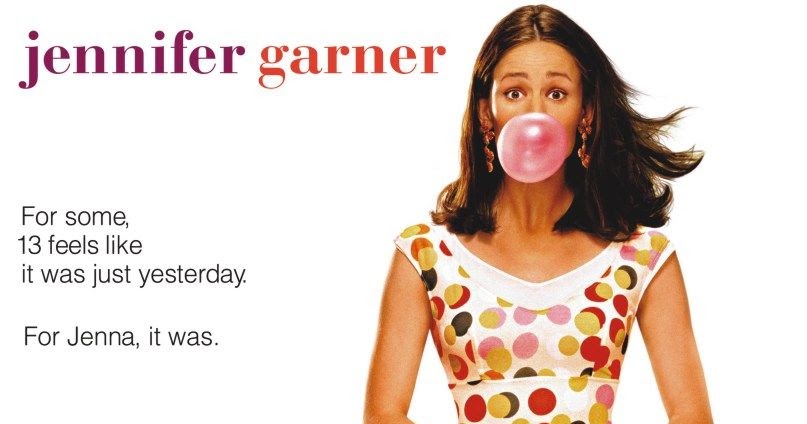 jennifer garner
For some,
13 feels like
it was just yesterday.
For Jenna, it was.